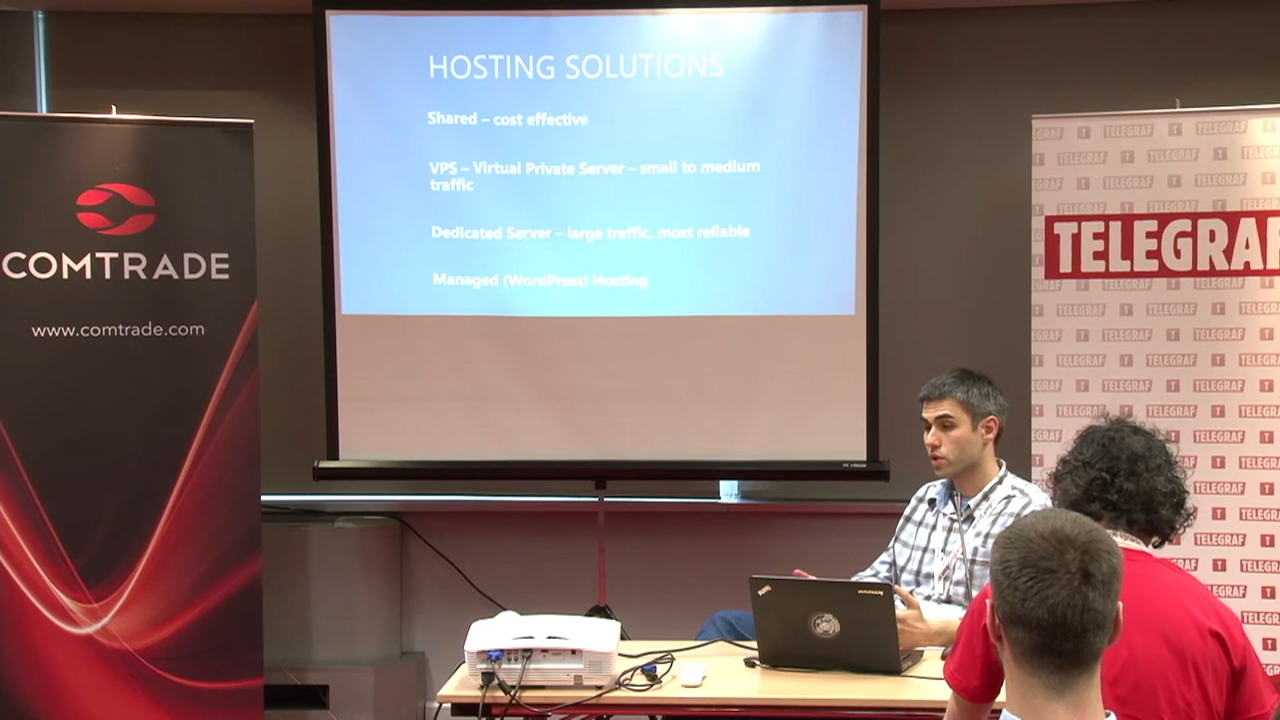 HOSTING SOLUTIONS
Shared – cost effective
VPS – Virtual Private Server – small to medium
traffic
Dedicated Server – large traffic, most reliable
Managed (WordPress) Hosting
COMTRADE
www.comtrade.com
TELEGRAF